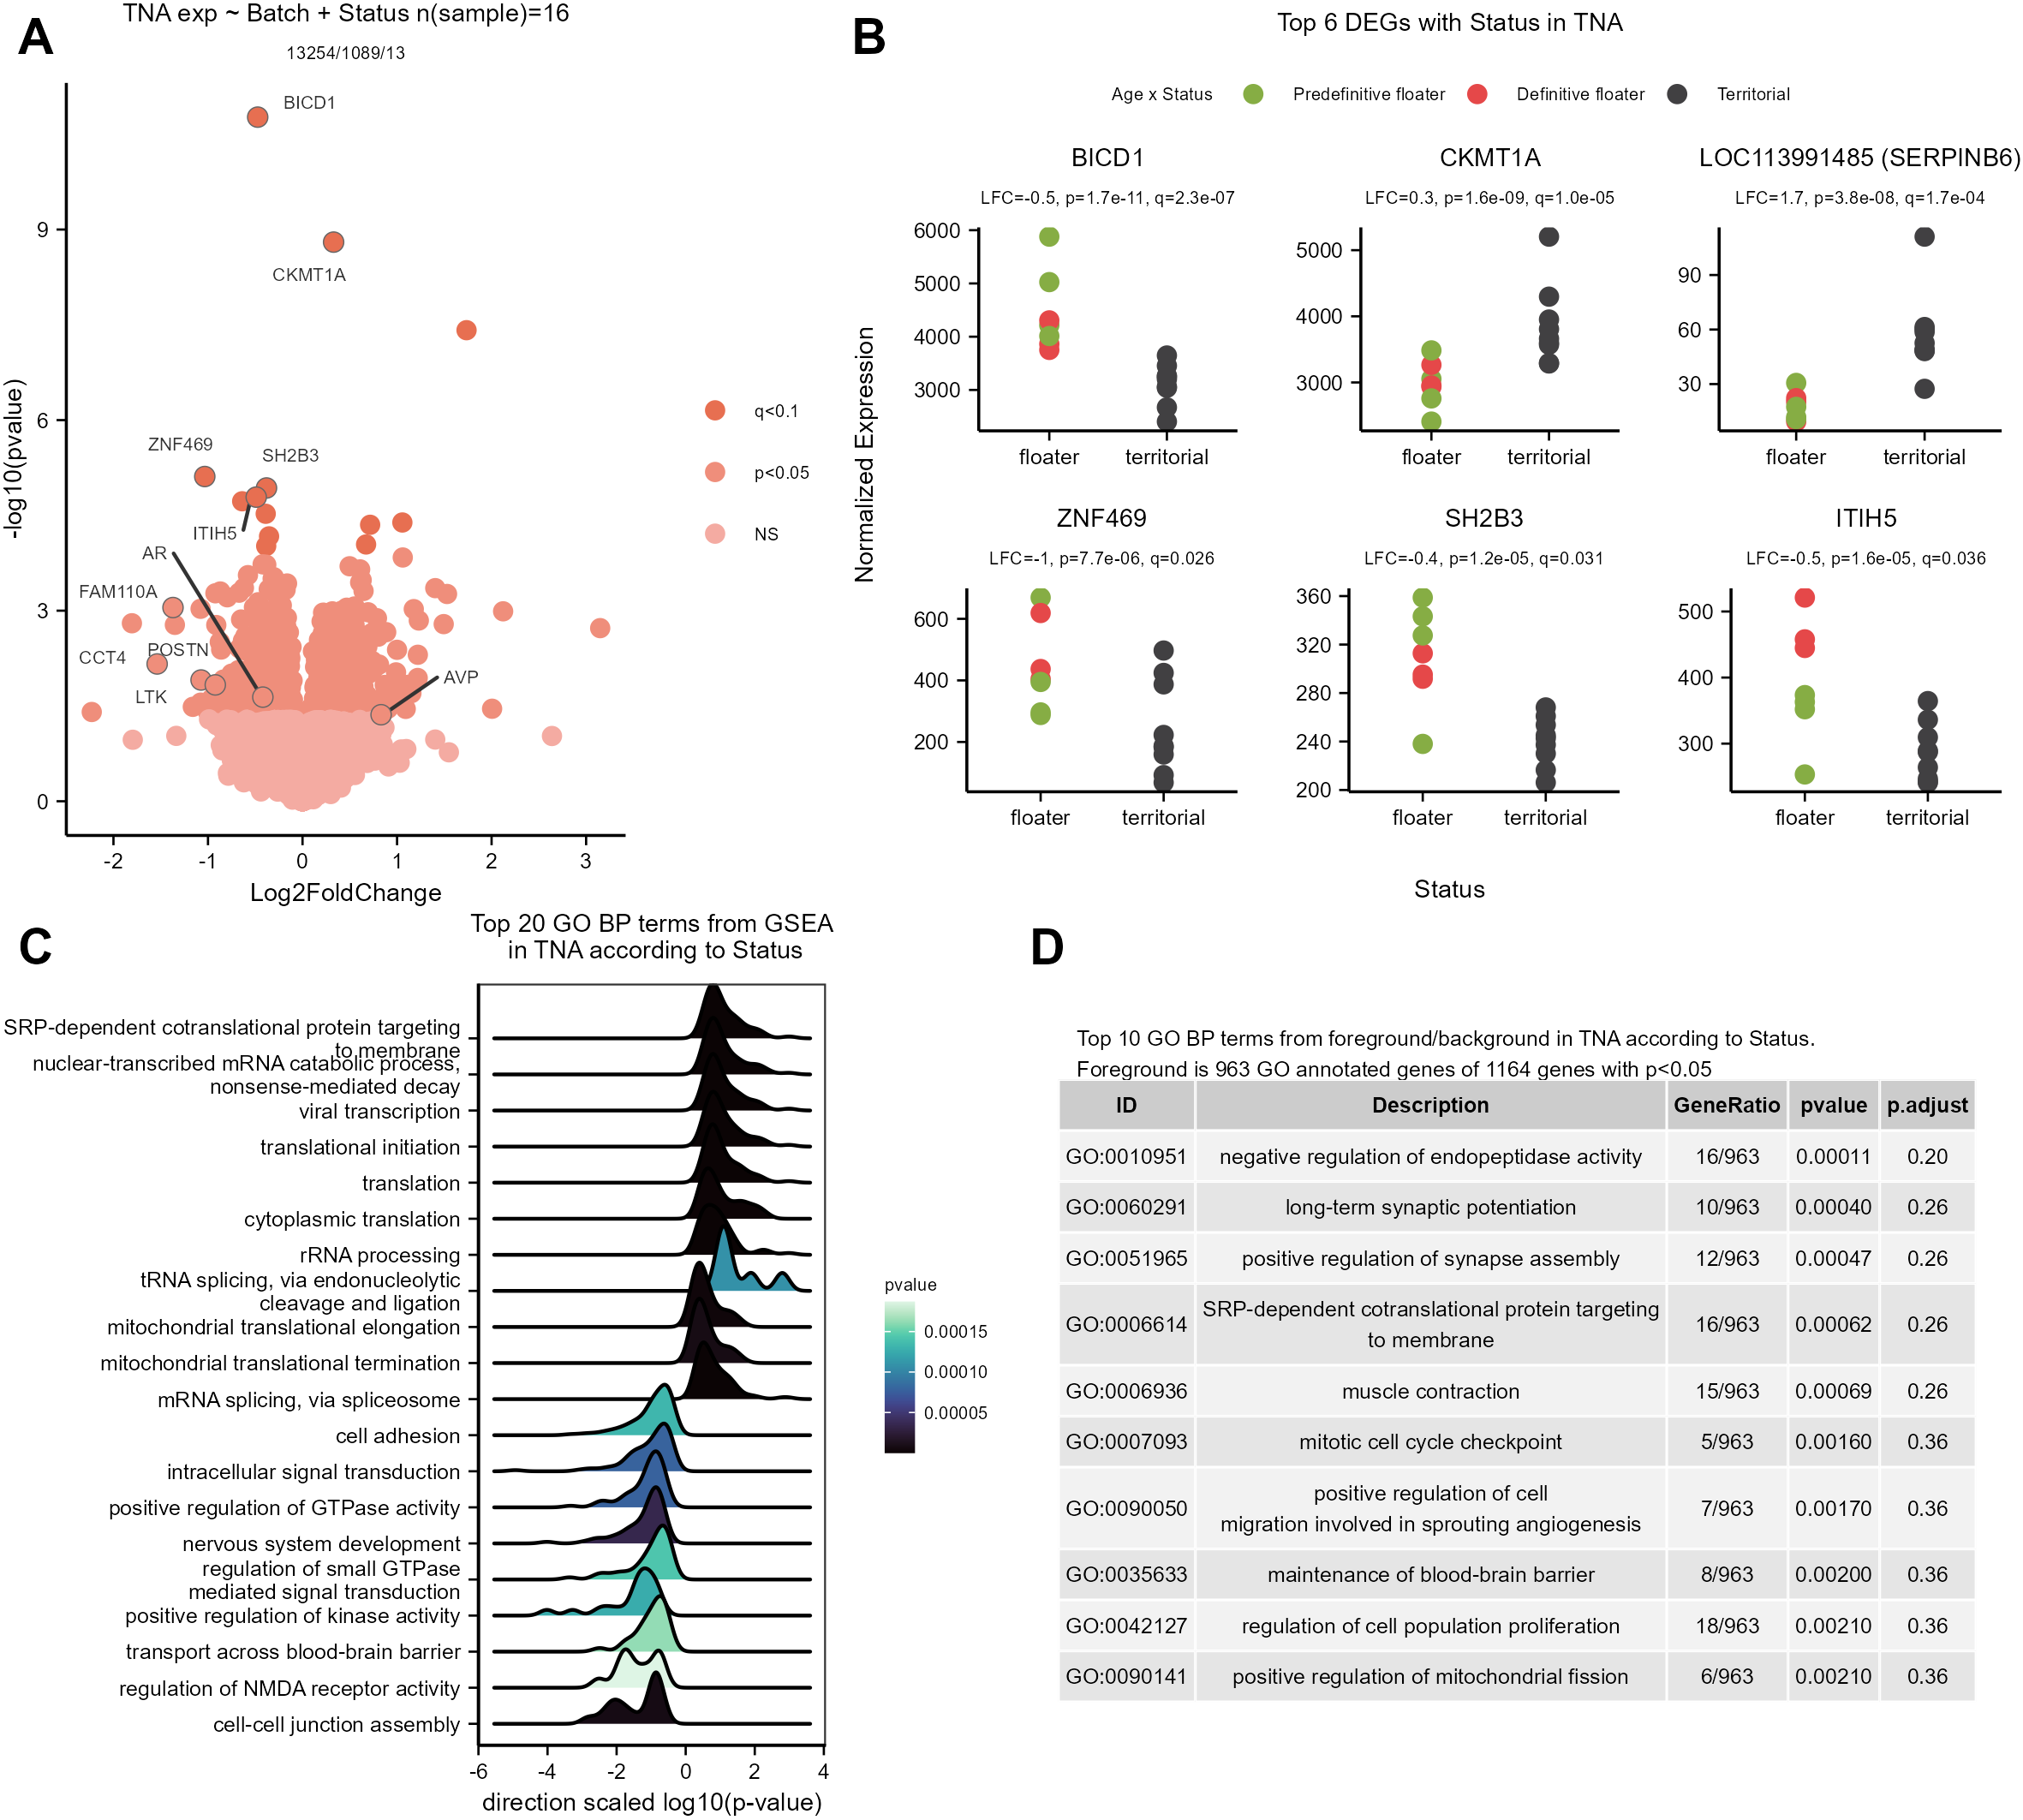 A
TNA exp ~ Batch + Status n(sample)=16
13254/1089/13
BICD1
CKMT1A
ZNF469
SH2B3
ITIH5
AR
FAM110A
POSTN
CCT4
LTK
AVP
-log10(pvalue)
9
6
3
0
-2
-1
0
1
2
3
Log2FoldChange
q<0.1
p<0.05
NS
B
Top 6 DEGs with Status in TNA
Age x Status
Predefinitive floater
Definitive floater
Territorial
Normalized Expression
BICD1
LFC=-0.5, p=1.7e-11, q=2.3e-07
6000
5000
4000
3000
floater
territorial
CKMT1A
LFC=0.3, p=1.6e-09, q=1.0e-05
5000
4000
3000
floater
territorial
LOC113991485 (SERPINB6)
LFC=1.7, p=3.8e-08, q=1.7e-04
90
60
30
floater
territorial
ZNF469
LFC=-1, p=7.7e-06, q=0.026
600
400
200
floater
territorial
SH2B3
LFC=-0.4, p=1.2e-05, q=0.031
360
320
280
240
200
floater
territorial
ITIH5
LFC=-0.5, p=1.6e-05, q=0.036
500
400
300
floater
territorial
Status
C
Top 20 GO BP terms from GSEA
in TNA according to Status
SRP-dependent cotranslational protein targeting
to membrane
nuclear-transcribed mRNA catabolic process,
nonsense-mediated decay
viral transcription
translational initiation
translation
cytoplasmic translation
rRNA processing
tRNA splicing, via endonucleolytic
cleavage and ligation
mitochondrial translational elongation
mitochondrial translational termination
mRNA splicing, via spliceosome
cell adhesion
intracellular signal transduction
positive regulation of GTPase activity
nervous system development
regulation of small GTPase
mediated signal transduction
positive regulation of kinase activity
transport across blood-brain barrier
regulation of NMDA receptor activity
cell-cell junction assembly
-6
-4
-2
0
2
4
direction scaled log10(p-value)
pvalue
0.00015
0.00010
0.00005
D
Top 10 GO BP terms from foreground/background in TNA according to Status.
Foreground is 963 GO annotated genes of 1164 genes with p<0.05
ID Description GeneRatio pvalue p.adjust
GO:0010951 negative regulation of endopeptidase activity 16/963 0.00011 0.20
GO:0060291 long-term synaptic potentiation 10/963 0.00040 0.26
GO:0051965 positive regulation of synapse assembly 12/963 0.00047 0.26
GO:0006614 SRP-dependent cotranslational protein targeting
to membrane 16/963 0.00062 0.26
GO:0006936 muscle contraction 15/963 0.00069 0.26
GO:0007093 mitotic cell cycle checkpoint 5/963 0.00160 0.36
GO:0090050 positive regulation of cell
migration involved in sprouting angiogenesis 7/963 0.00170 0.36
GO:0035633 maintenance of blood-brain barrier 8/963 0.00200 0.36
GO:0042127 regulation of cell population proliferation 18/963 0.00210 0.36
GO:0090141 positive regulation of mitochondrial fission 6/963 0.00210 0.36